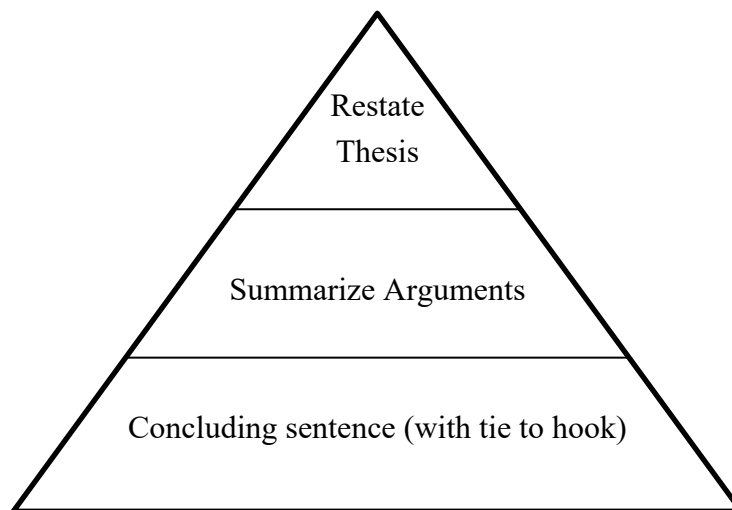 Restate
Thesis
Summarize Arguments
Concluding sentence (with tie to hook)